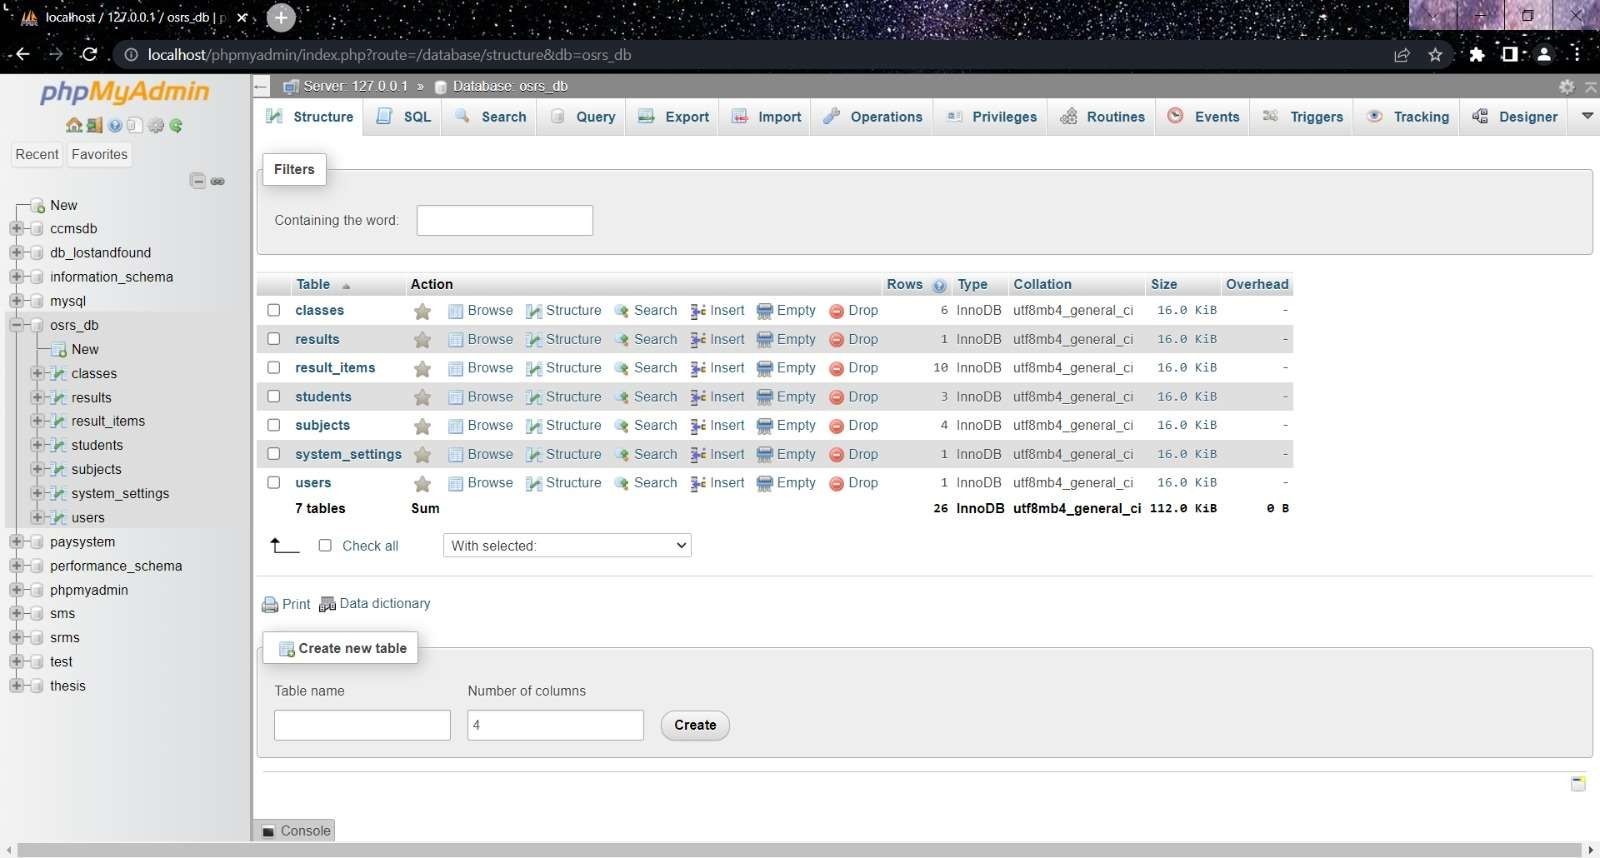 localhost / 127.0.0.1 / osrs_db | p
localhost/phpmyadmin/index.php?route=/database/structure&db=osrs_db
phpMyAdmin
Recent Favorites
New
ccmsdb
db_lostandfound
information_schema
mysql
osrs_db
New
classes
results
result_items
students
subjects
system_settings
users
paysystem
performance_schema
phpmyadmin
sms
srms
test
thesis
Server: 127.0.0.1 » Database: osrs_db
Structure SQL Search Query Export Import Operations Privileges Routines Events Triggers Tracking Designer
Filters
Containing the word:
Table Action Rows Type Collation Size Overhead
classes Browse Structure Search Insert Empty Drop 6 InnoDB utf8mb4_general_ci 16.0 KiB -
results Browse Structure Search Insert Empty Drop 1 InnoDB utf8mb4_general_ci 16.0 KiB -
result_items Browse Structure Search Insert Empty Drop 10 InnoDB utf8mb4_general_ci 16.0 KiB -
students Browse Structure Search Insert Empty Drop 3 InnoDB utf8mb4_general_ci 16.0 KiB -
subjects Browse Structure Search Insert Empty Drop 4 InnoDB utf8mb4_general_ci 16.0 KiB -
system_settings Browse Structure Search Insert Empty Drop 1 InnoDB utf8mb4_general_ci 16.0 KiB -
users Browse Structure Search Insert Empty Drop 1 InnoDB utf8mb4_general_ci 16.0 KiB -
7 tables Sum 26 InnoDB utf8mb4_general_ci 112.0 KiB 0 B
Check all With selected:
Print Data dictionary
Create new table
Table name Number of columns
4 Create
Console